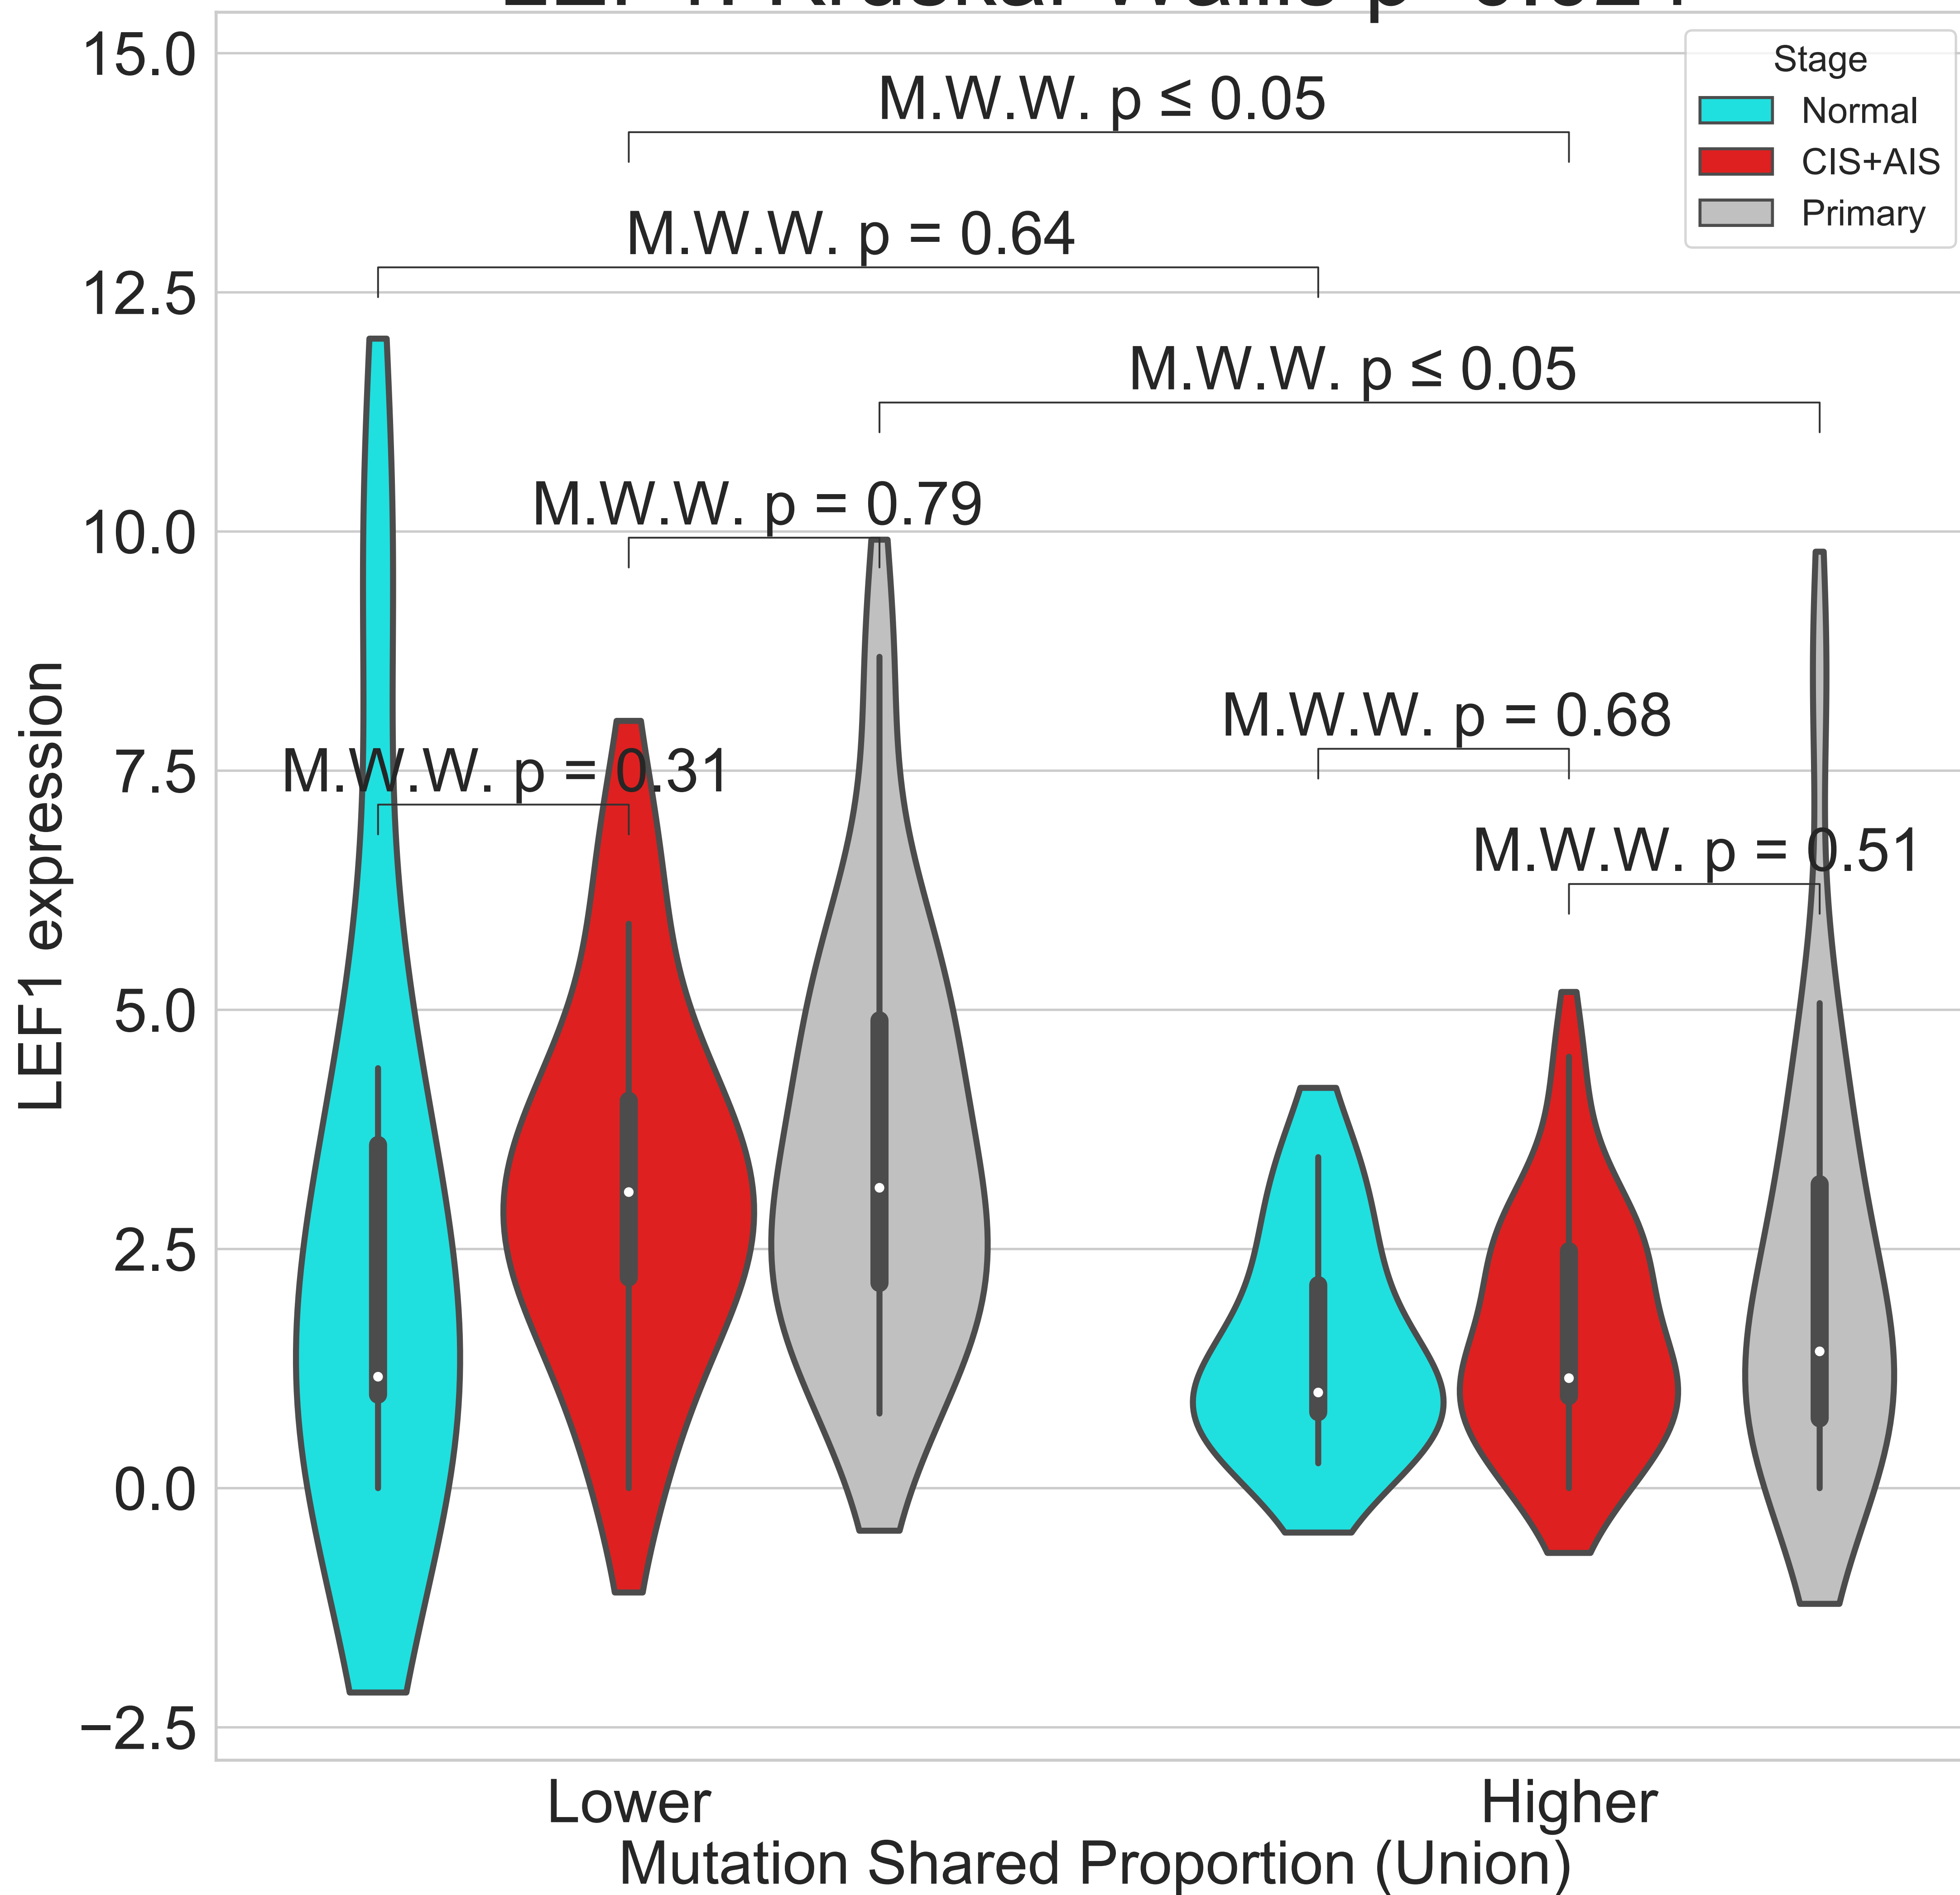 15.0
12.5
10.0
7.5
5.0
2.5
0.0
−2.5
LEF1 expression
M.W.W. p ≤ 0.05
M.W.W. p = 0.64
M.W.W. p ≤ 0.05
M.W.W. p = 0.79
M.W.W. p = 0.31
M.W.W. p = 0.68
M.W.W. p = 0.51
Stage
Normal
CIS+AIS
Primary
Lower
Higher
Mutation Shared Proportion (Union)